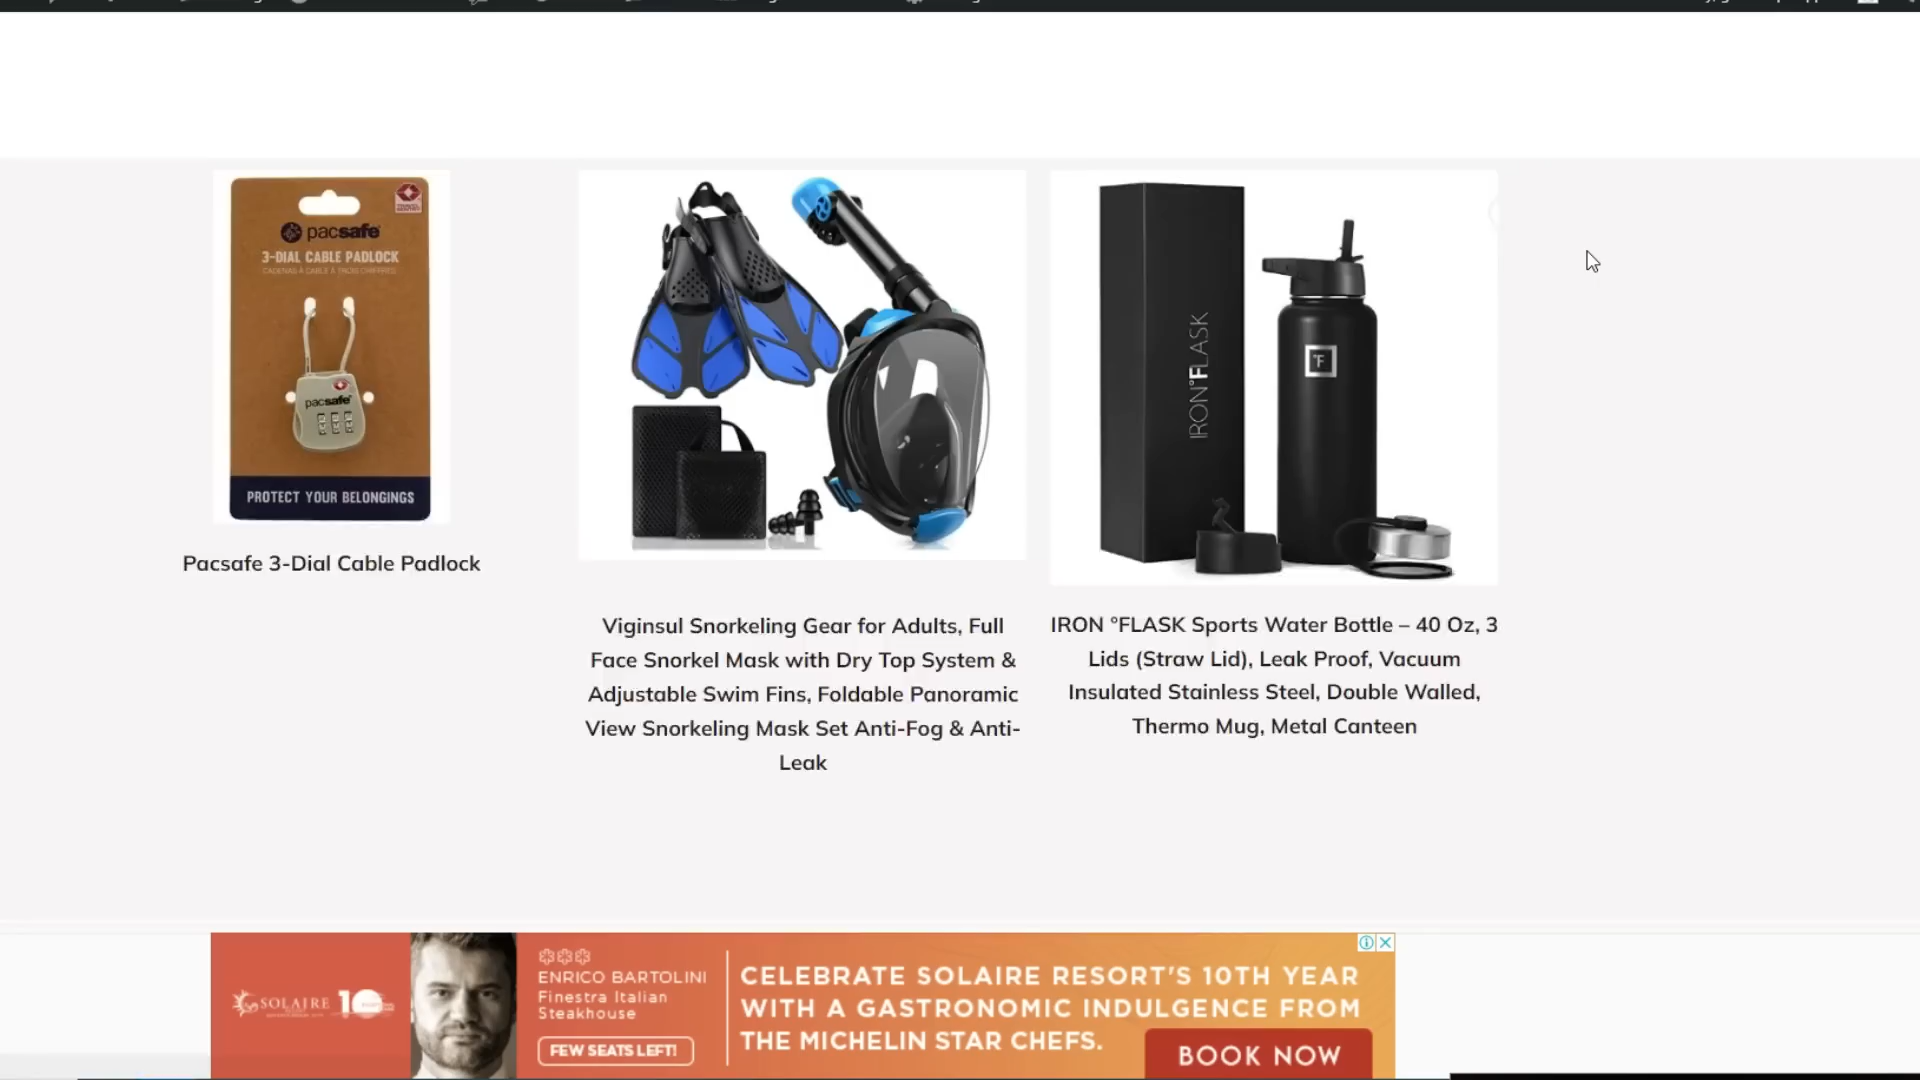 pacsafe
3-DIAL CABLE PADLOCK
CADENAS À CÂBLE À TROIS CHIFFRES
pacsafe
PROTECT YOUR BELONGINGS
Pacsafe 3-Dial Cable Padlock
Viginsul Snorkeling Gear for Adults, Full
Face Snorkel Mask with Dry Top System &
Adjustable Swim Fins, Foldable Panoramic
View Snorkeling Mask Set Anti-Fog & Anti-
Leak
IRON°FLASK
°F
IRON °FLASK Sports Water Bottle – 40 Oz, 3
Lids (Straw Lid), Leak Proof, Vacuum
Insulated Stainless Steel, Double Walled,
Thermo Mug, Metal Canteen
SOLAIRE 10
ENRICO BARTOLINI
Finestra Italian
Steakhouse
FEW SEATS LEFT!
CELEBRATE SOLAIRE RESORT'S 10TH YEAR
WITH A GASTRONOMIC INDULGENCE FROM
THE MICHELIN STAR CHEFS.
BOOK NOW